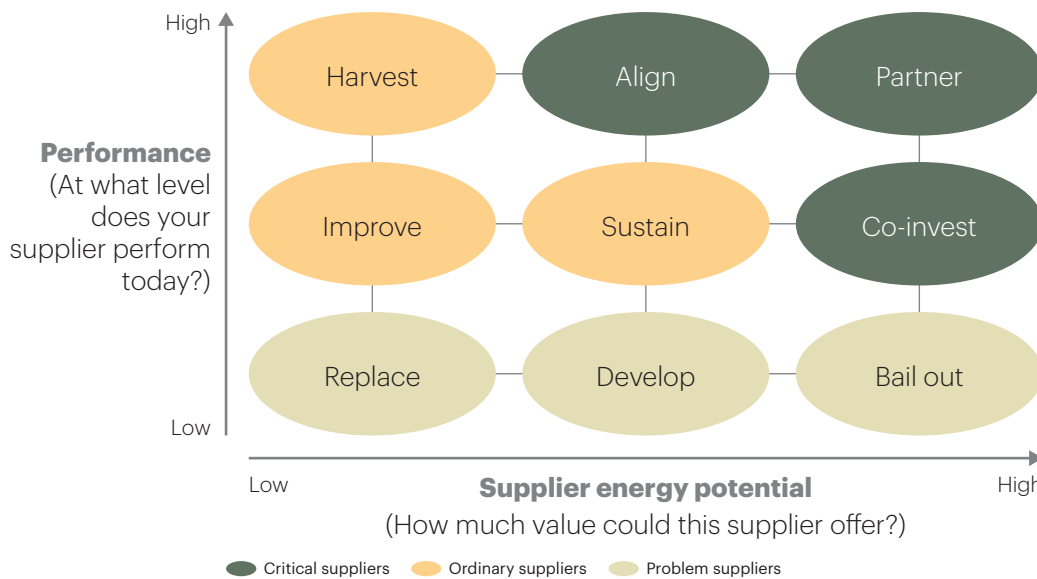 High
Harvest
Align
Partner
Performance
(At what level
does your
supplier perform
today?)
Improve
Sustain
Co-invest
Replace
Develop
Bail out
Low
Low
High
Supplier energy potential
(How much value could this supplier offer?)
Critical suppliers
Ordinary suppliers
Problem suppliers